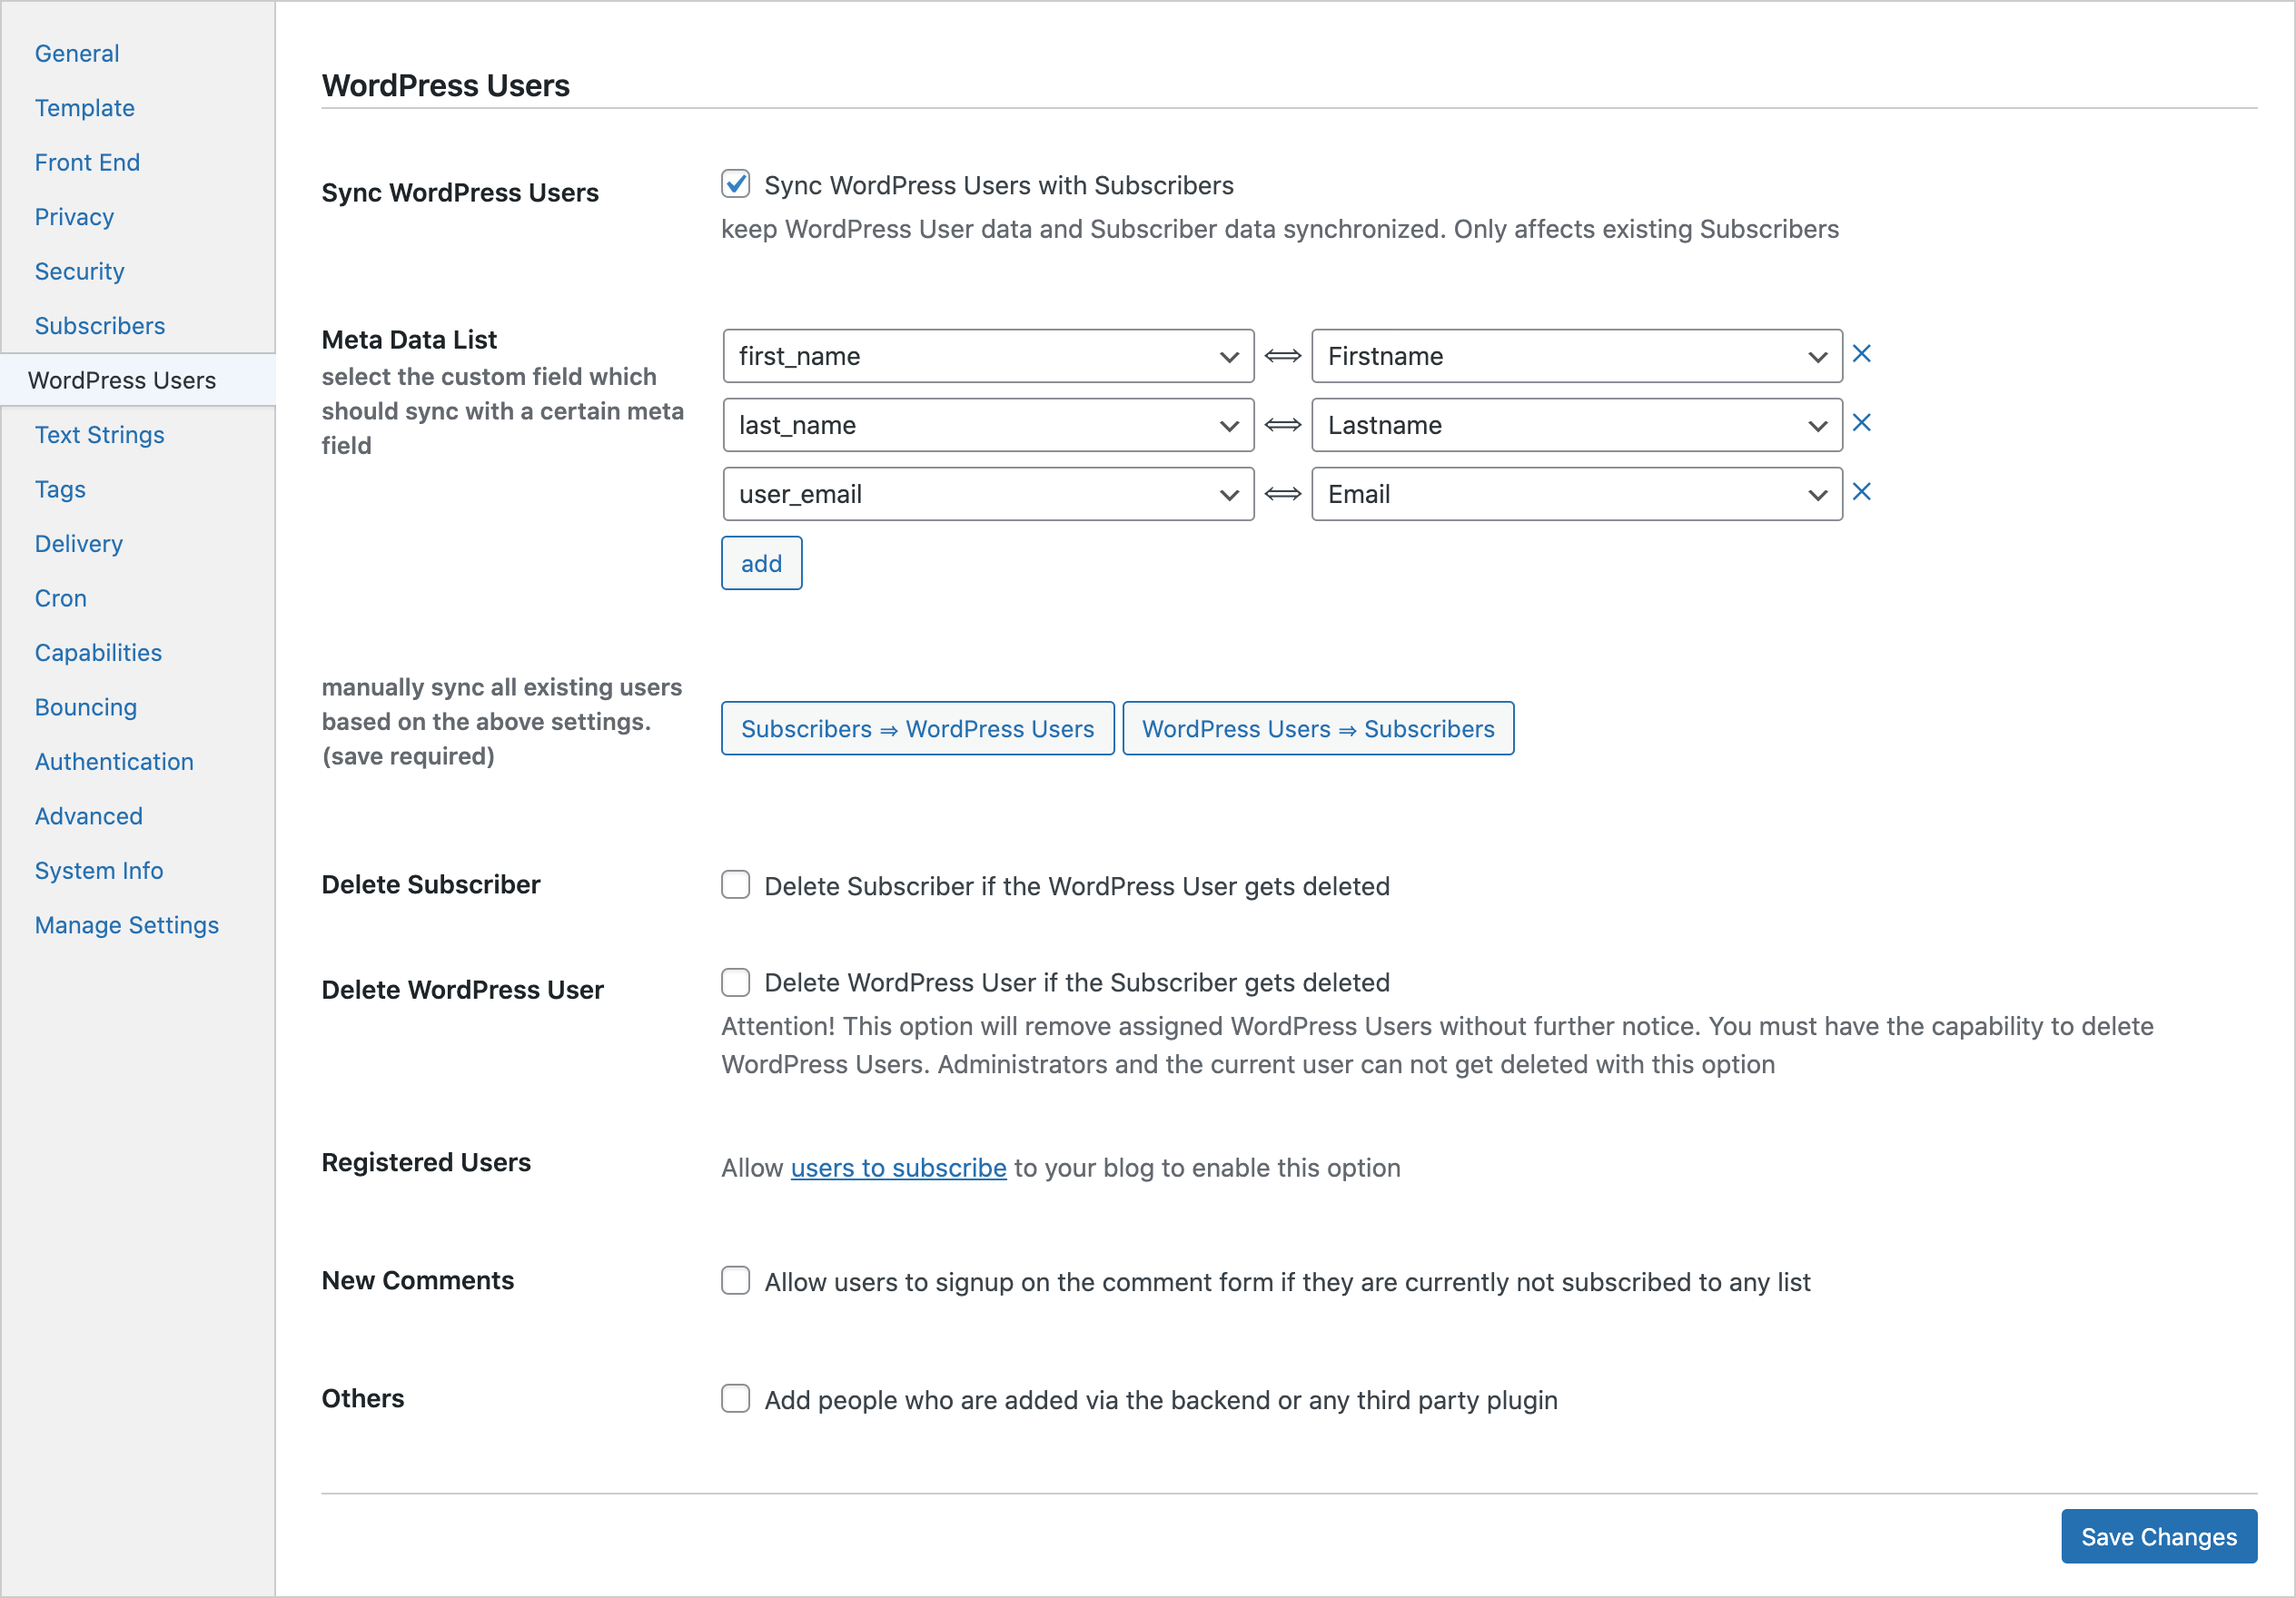 General
Template
Front End
Privacy
Security
Subscribers
WordPress Users
Text Strings
Tags
Delivery
Cron
Capabilities
Bouncing
Authentication
Advanced
System Info
Manage Settings
WordPress Users
Sync WordPress Users
Sync WordPress Users with Subscribers
keep WordPress User data and Subscriber data synchronized. Only affects existing Subscribers
Meta Data List
select the custom field which
should sync with a certain meta
field
first_name ⟺ Firstname
last_name ⟺ Lastname
user_email ⟺ Email
add
manually sync all existing users
based on the above settings.
(save required)
Subscribers ⇒ WordPress Users
WordPress Users ⇒ Subscribers
Delete Subscriber
Delete Subscriber if the WordPress User gets deleted
Delete WordPress User
Delete WordPress User if the Subscriber gets deleted
Attention! This option will remove assigned WordPress Users without further notice. You must have the capability to delete
WordPress Users. Administrators and the current user can not get deleted with this option
Registered Users
Allow users to subscribe to your blog to enable this option
New Comments
Allow users to signup on the comment form if they are currently not subscribed to any list
Others
Add people who are added via the backend or any third party plugin
Save Changes